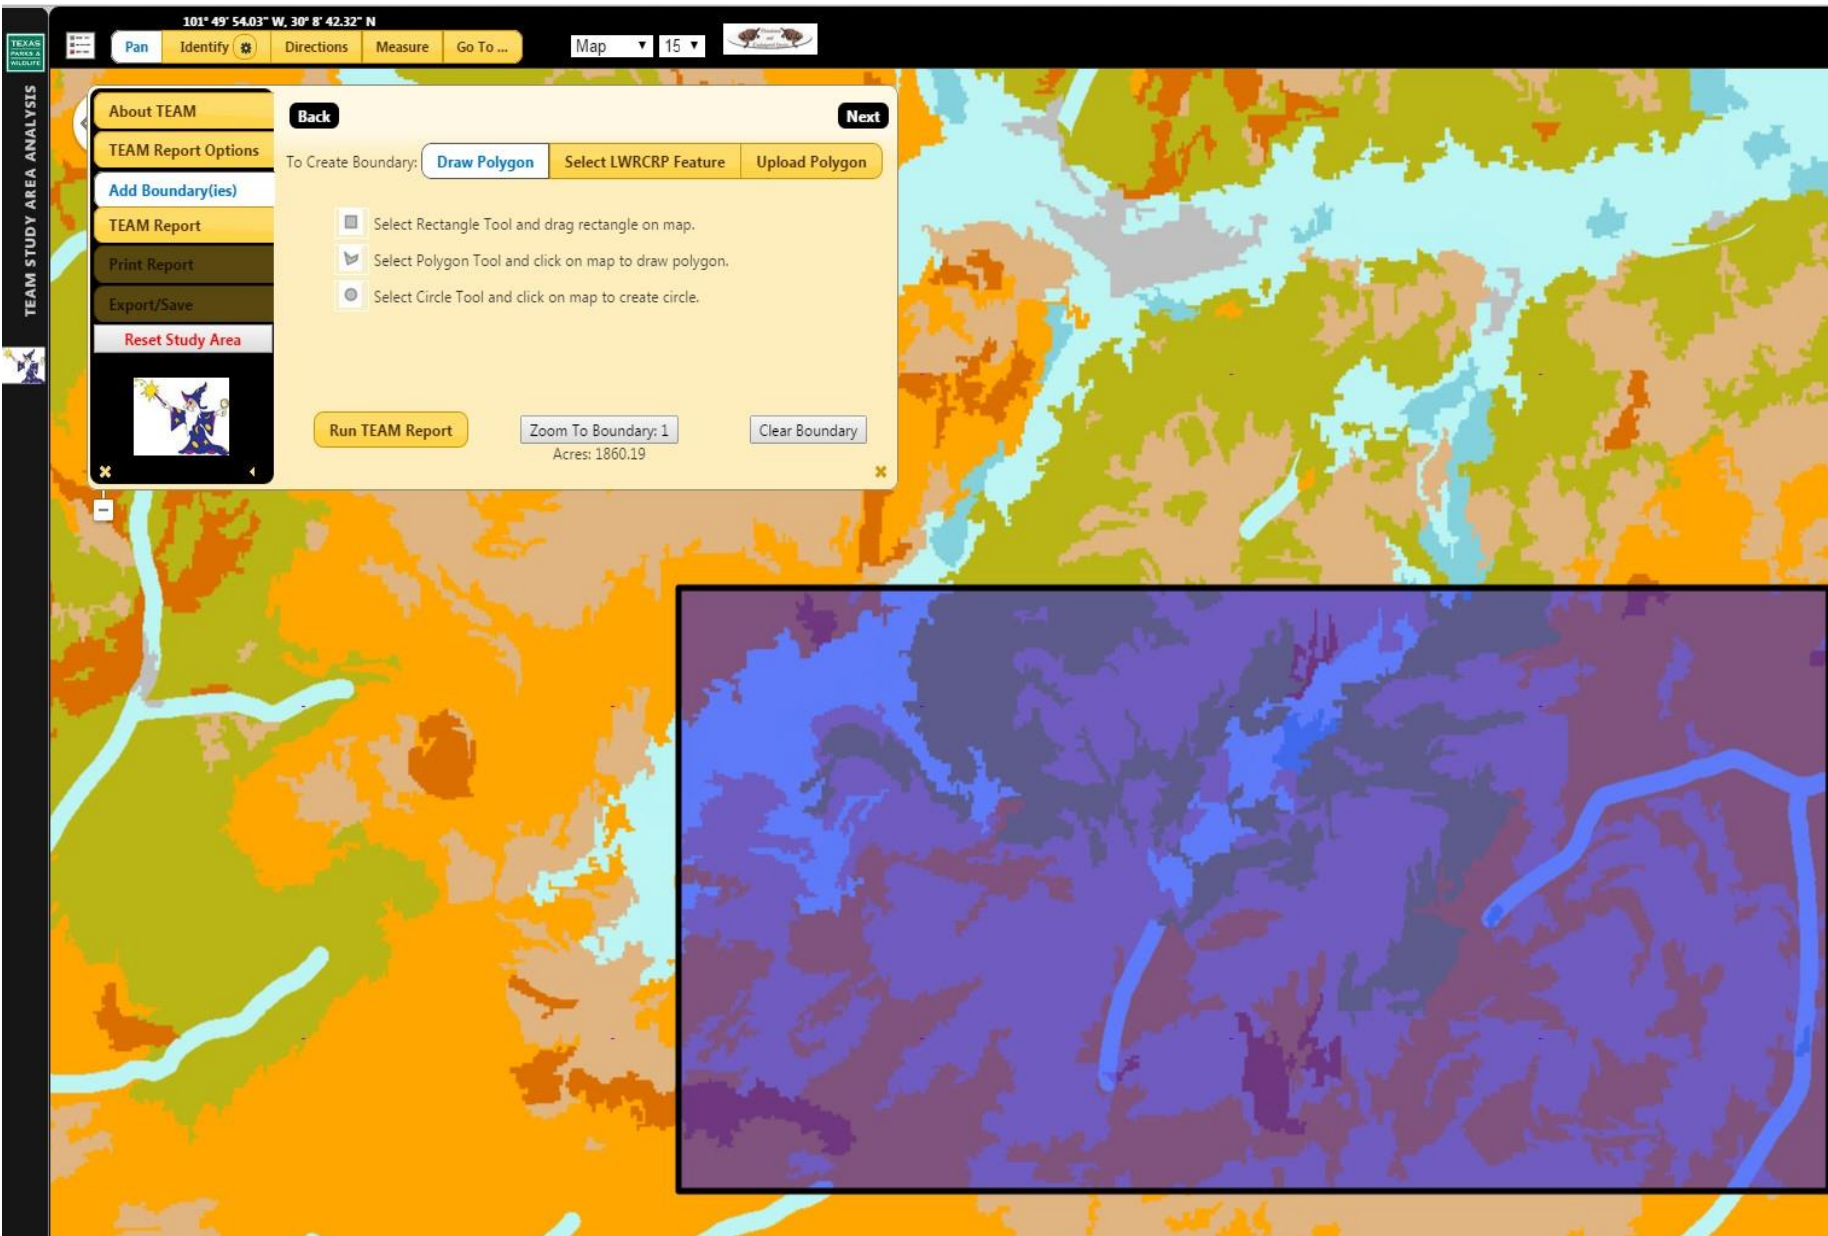 101° 49' 54.03" W, 30° 8' 42.32" N
TEXAS
PARKS &
WILDLIFE
Pan Identify Directions Measure Go To ...
Map 15
TEAM STUDY AREA ANALYSIS
About TEAM
TEAM Report Options
Add Boundary(ies)
TEAM Report
Print Report
Export/Save
Reset Study Area
Back Next
To Create Boundary: Draw Polygon Select LWRCRP Feature Upload Polygon
Select Rectangle Tool and drag rectangle on map.
Select Polygon Tool and click on map to draw polygon.
Select Circle Tool and click on map to create circle.
Run TEAM Report Zoom To Boundary: 1 Clear Boundary
Acres: 1860.19